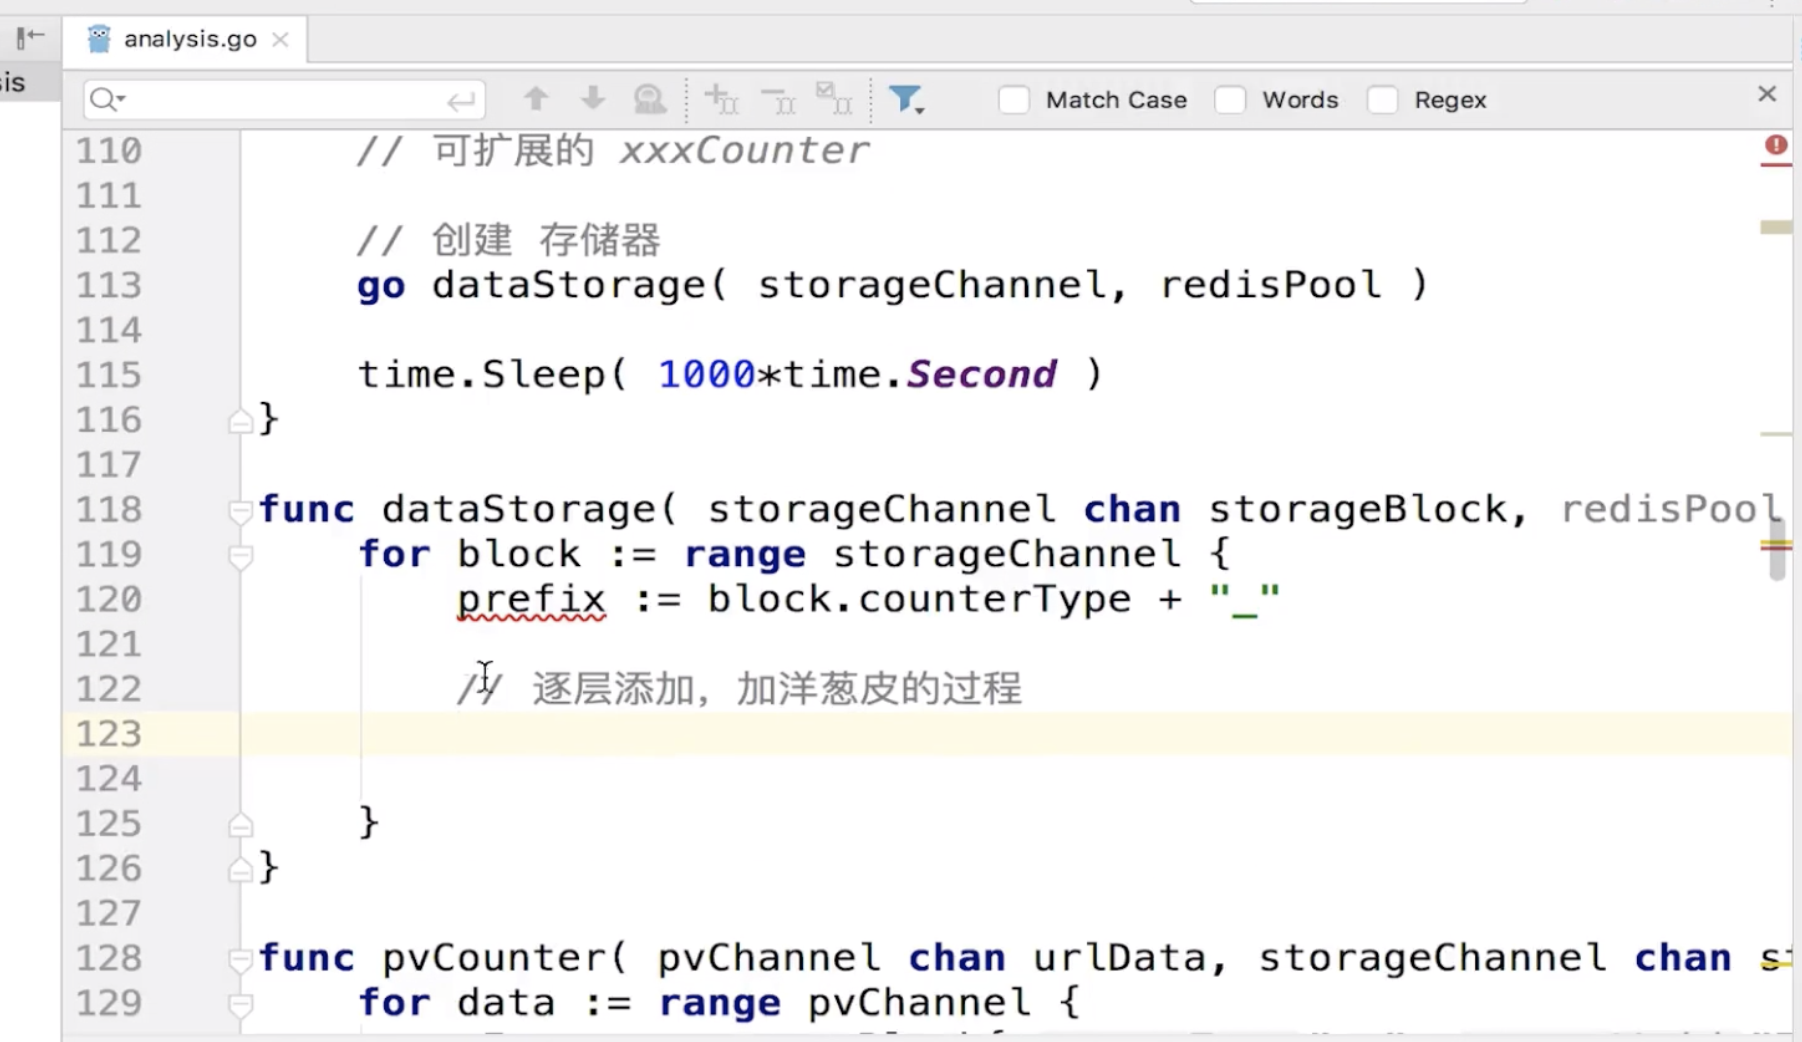 analysis.go
is
Match Case Words Regex
110 // 可扩展的 xxxCounter
111
112 // 创建 存储器
113 go dataStorage( storageChannel, redisPool )
114
115 time.Sleep( 1000*time.Second )
116 }
117
118 func dataStorage( storageChannel chan storageBlock, redisPool
119 for block := range storageChannel {
120 prefix := block.counterType + "_"
121
122 // 逐层添加，加洋葱皮的过程
123
124
125 }
126 }
127
128 func pvCounter( pvChannel chan urlData, storageChannel chan
129 for data := range pvChannel {